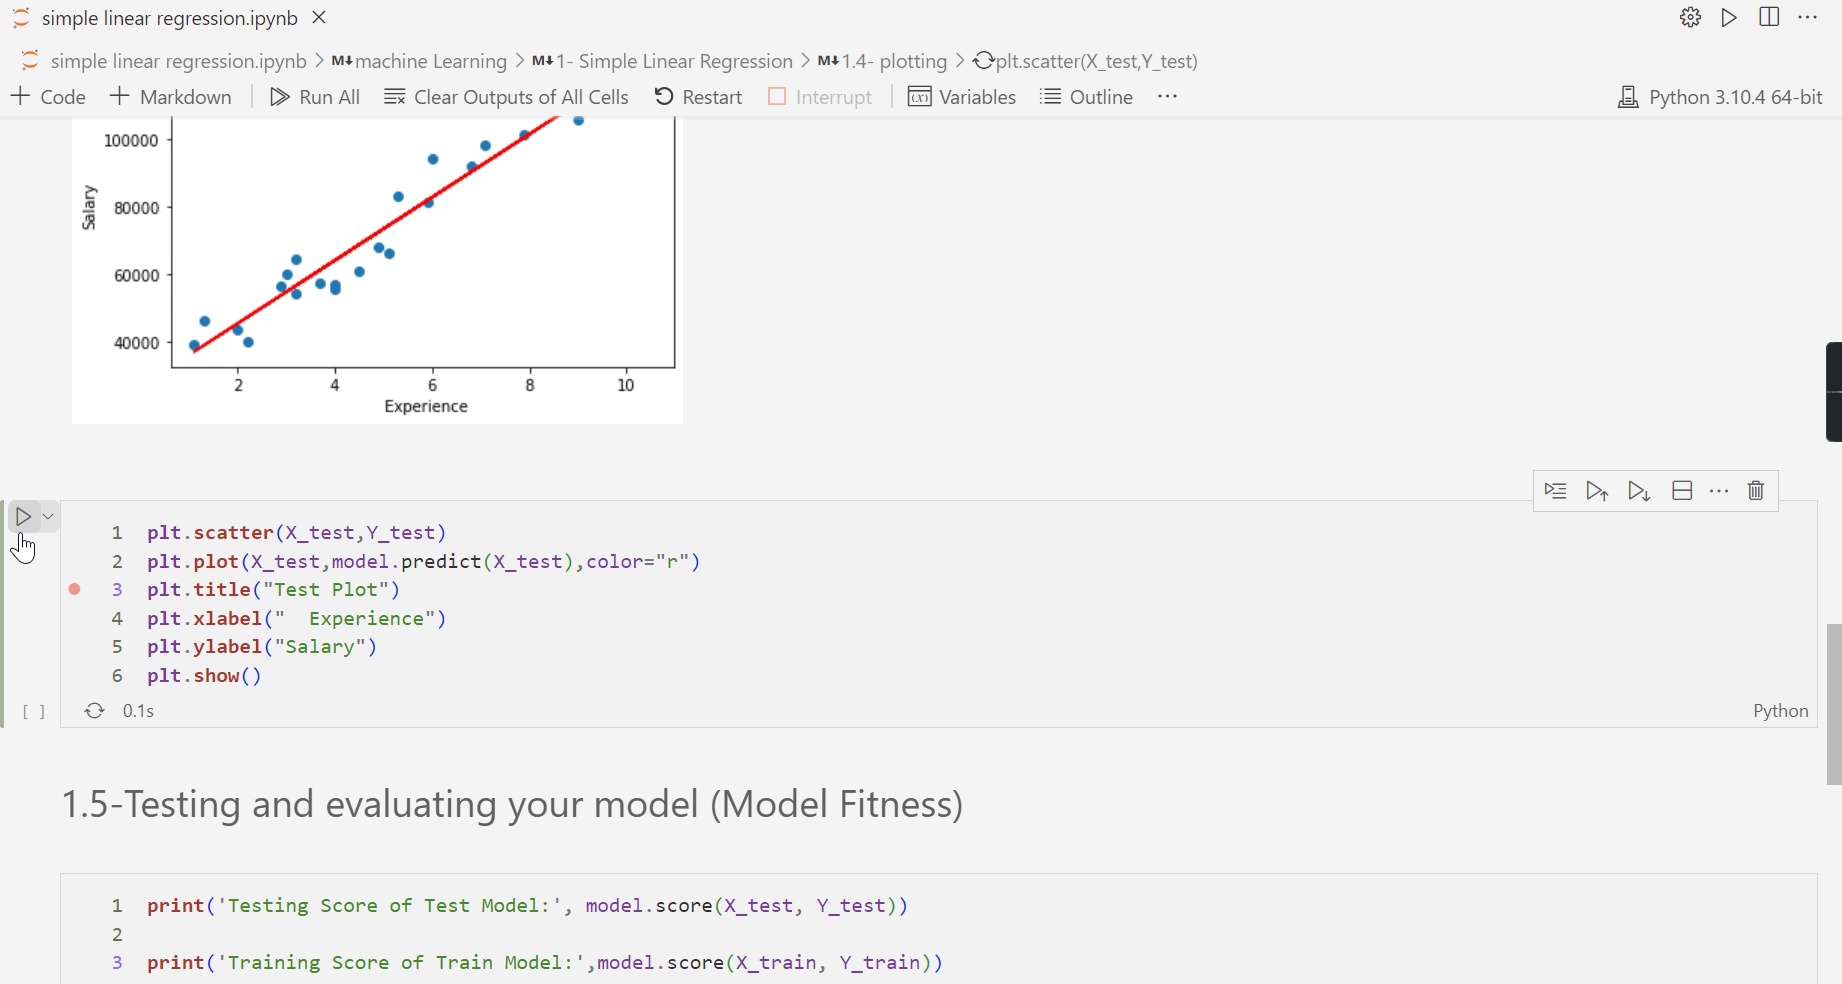 simple linear regression.ipynb
simple linear regression.ipynb > M↓ machine Learning > M↓ 1- Simple Linear Regression > M↓ 1.4- plotting > plt.scatter(X_test,Y_test)
+ Code + Markdown Run All Clear Outputs of All Cells Restart Interrupt Variables Outline ··· Python 3.10.4 64-bit
100000
80000
60000
40000
Salary
2 4 6 8 10
Experience
1 plt.scatter(X_test,Y_test)
2 plt.plot(X_test,model.predict(X_test),color="r")
3 plt.title("Test Plot")
4 plt.xlabel("  Experience")
5 plt.ylabel("Salary")
6 plt.show()
[ ] 0.1s Python
1.5-Testing and evaluating your model (Model Fitness)
1 print('Testing Score of Test Model:', model.score(X_test, Y_test))
2
3 print('Training Score of Train Model:',model.score(X_train, Y_train))